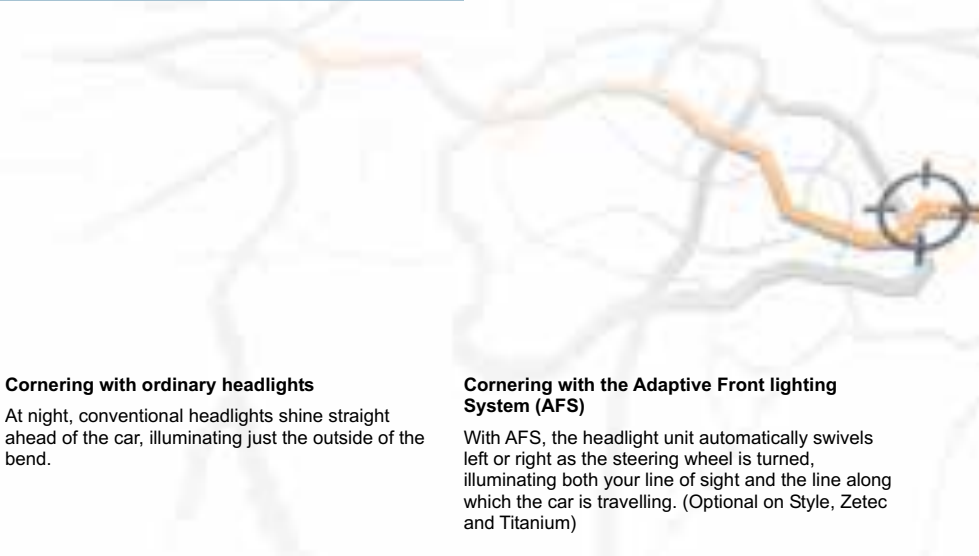 Cornering with ordinary headlights
At night, conventional headlights shine straight
ahead of the car, illuminating just the outside of the
bend.
Cornering with the Adaptive Front lighting
System (AFS)
With AFS, the headlight unit automatically swivels
left or right as the steering wheel is turned,
illuminating both your line of sight and the line along
which the car is travelling. (Optional on Style, Zetec
and Titanium)